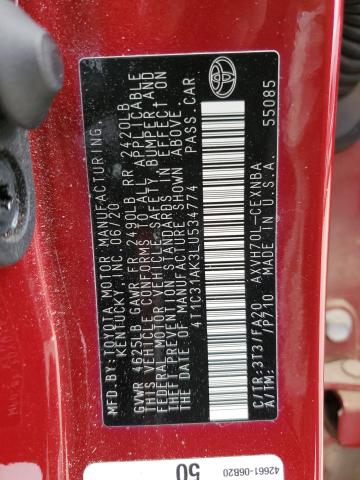 MFD.BY:TOYOTA MOTOR MANUFACTURING.
KENTUCKY, INC. 06/20
GVWR 4625LB GAWR FR 2490LB RR 2420LB
THIS VEHICLE CONFORMS TO ALL APPLICABLE
FEDERAL MOTOR VEHICLE SAFETY, BUMPER, AND
THEFT PREVENTION STANDARDS IN EFFECT ON
THE DATE OF MANUFACTURE SHOWN ABOVE.
4T1C31AK3LU534774 PASS.CAR
C/TR:3T3/FA20 AXVH70L-CEXNBA
A/TM: /P710 MADE IN U.S.A. 55085
42661-06B20
50